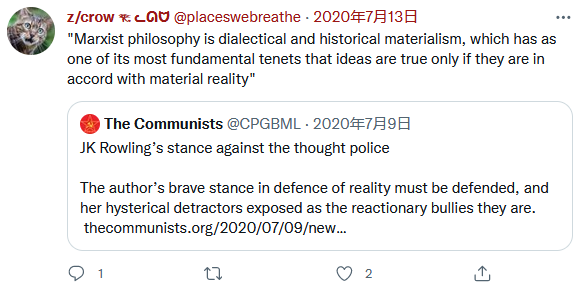 z/crow @placeswebreathe · 2020年7月13日
"Marxist philosophy is dialectical and historical materialism, which has as
one of its most fundamental tenets that ideas are true only if they are in
accord with material reality"
The Communists @CPGBML · 2020年7月9日
JK Rowling’s stance against the thought police
The author’s brave stance in defence of reality must be defended, and
her hysterical detractors exposed as the reactionary bullies they are.
thecommunists.org/2020/07/09/new…
1
2